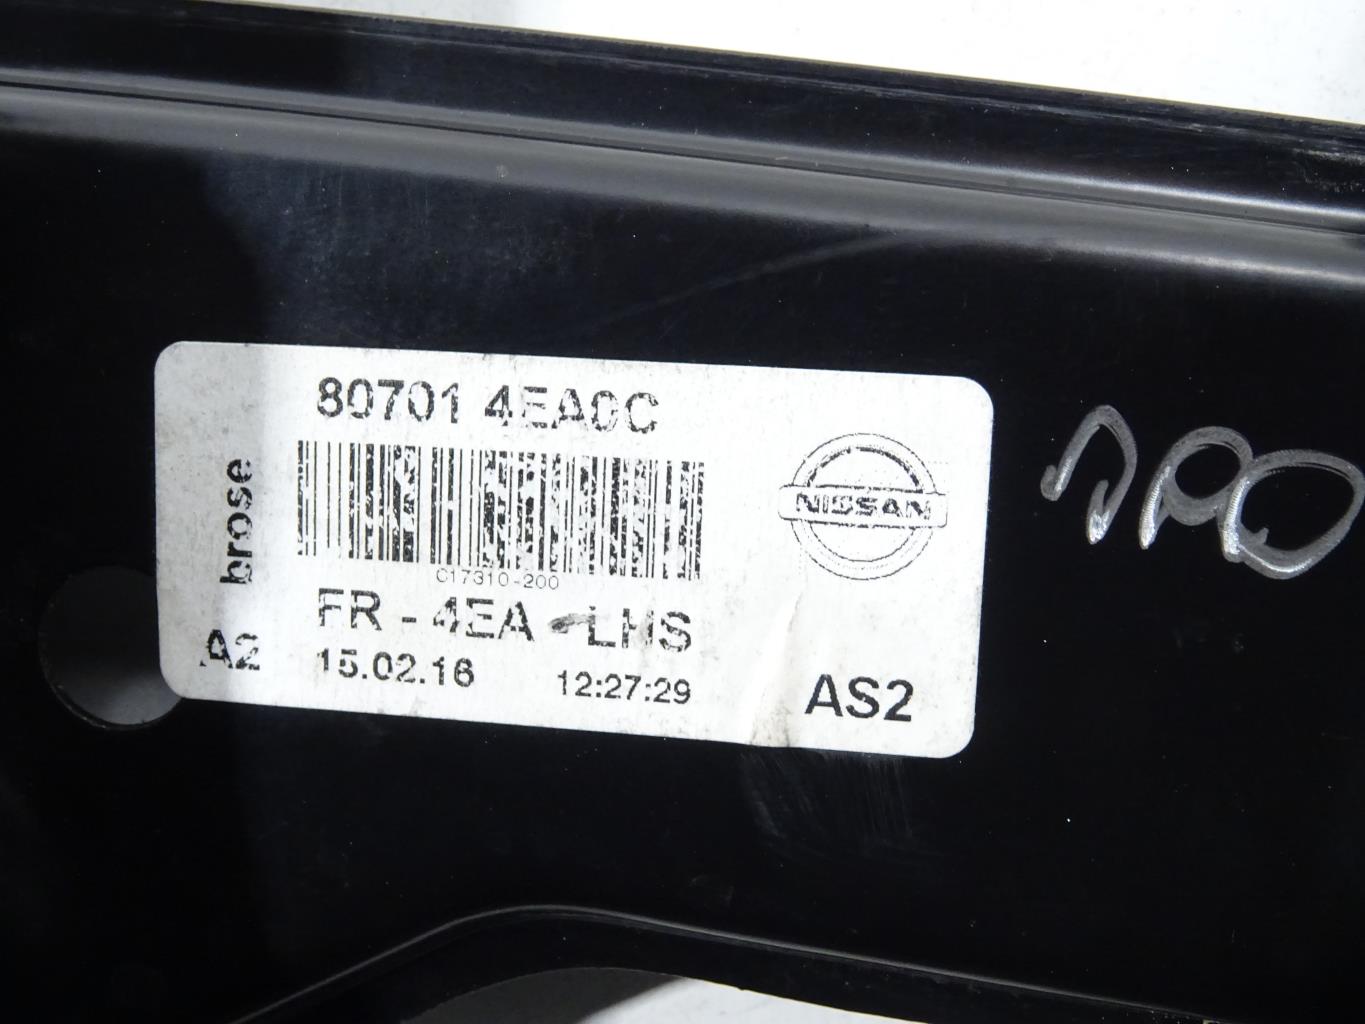 80701 4EA0C
brose
NISSAN
C17310-200
FR - 4EA - LHS
A2
15.02.16 12:27:29
AS2